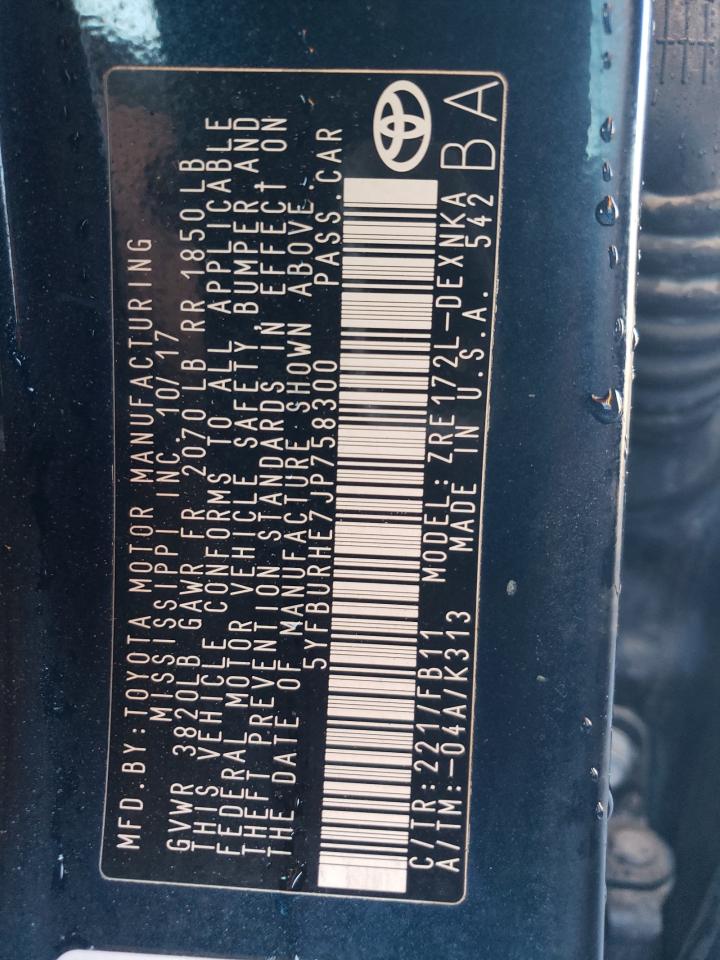 MFD.BY:TOYOTA MOTOR MANUFACTURING
MISSISSIPPI INC. 10/17
GVWR 3820LB GAWR FR 2070LB RR 1850LB
THIS VEHICLE CONFORMS TO ALL APPLICABLE
FEDERAL MOTOR VEHICLE SAFETY, BUMPER AND
THEFT PREVENTION STANDARDS IN EFFECT ON
THE DATE OF MANUFACTURE SHOWN ABOVE.
5YFBURHE7JP758300 PASS.CAR
C/TR:221/FB11 MODEL:ZRE172L-DEXNKA
A/TM:-04A/K313 MADE IN U.S.A. 542
BA